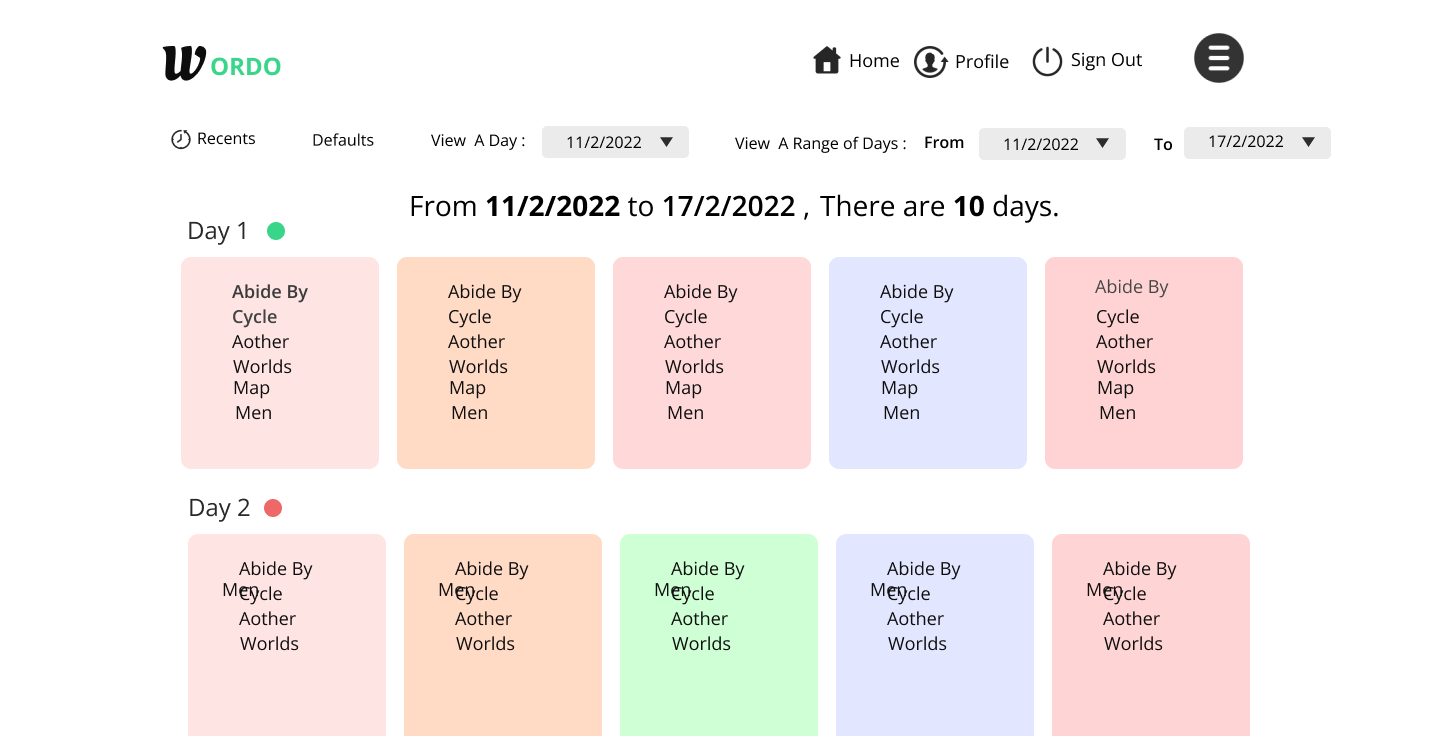 WORDO
Home Profile Sign Out
Recents Defaults View A Day : 11/2/2022 View A Range of Days : From 11/2/2022 To 17/2/2022
From 11/2/2022 to 17/2/2022 , There are 10 days.
Day 1
Abide By
Cycle
Aother
Worlds
Map
Men
Abide By
Cycle
Aother
Worlds
Map
Men
Abide By
Cycle
Aother
Worlds
Map
Men
Abide By
Cycle
Aother
Worlds
Map
Men
Abide By
Cycle
Aother
Worlds
Map
Men
Day 2
Abide By
Men
Cycle
Aother
Worlds
Abide By
Men
Cycle
Aother
Worlds
Abide By
Men
Cycle
Aother
Worlds
Abide By
Men
Cycle
Aother
Worlds
Abide By
Men
Cycle
Aother
Worlds